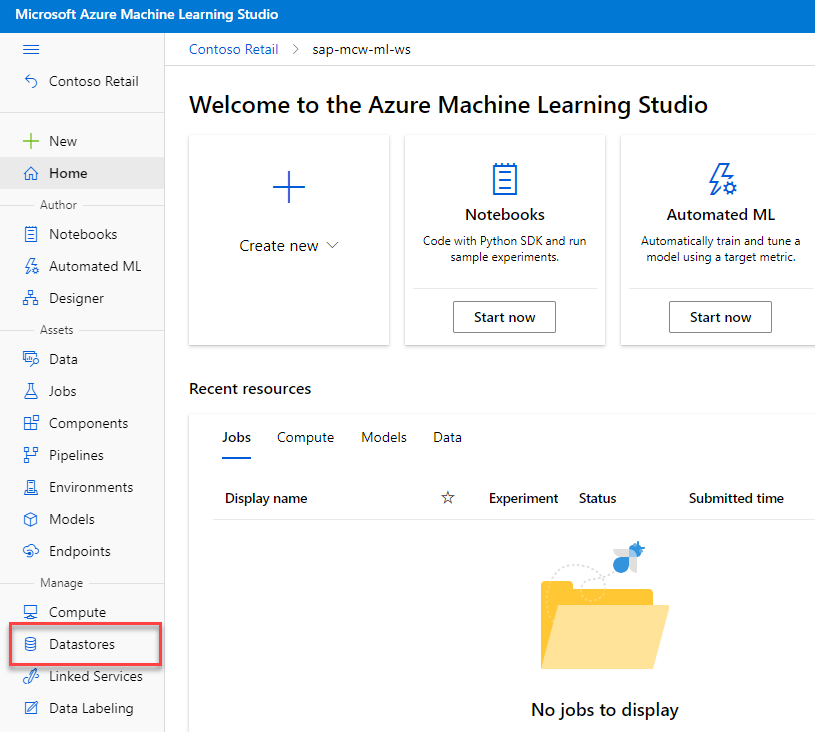 Microsoft Azure Machine Learning Studio
Contoso Retail
New
Home
Author
Notebooks
Automated ML
Designer
Assets
Data
Jobs
Components
Pipelines
Environments
Models
Endpoints
Manage
Compute
Datastores
Linked Services
Data Labeling
Contoso Retail > sap-mcw-ml-ws
Welcome to the Azure Machine Learning Studio
Create new
Notebooks
Code with Python SDK and run
sample experiments.
Start now
Automated ML
Automatically train and tune a
model using a target metric.
Start now
Recent resources
Jobs Compute Models Data
Display name Experiment Status Submitted time
No jobs to display